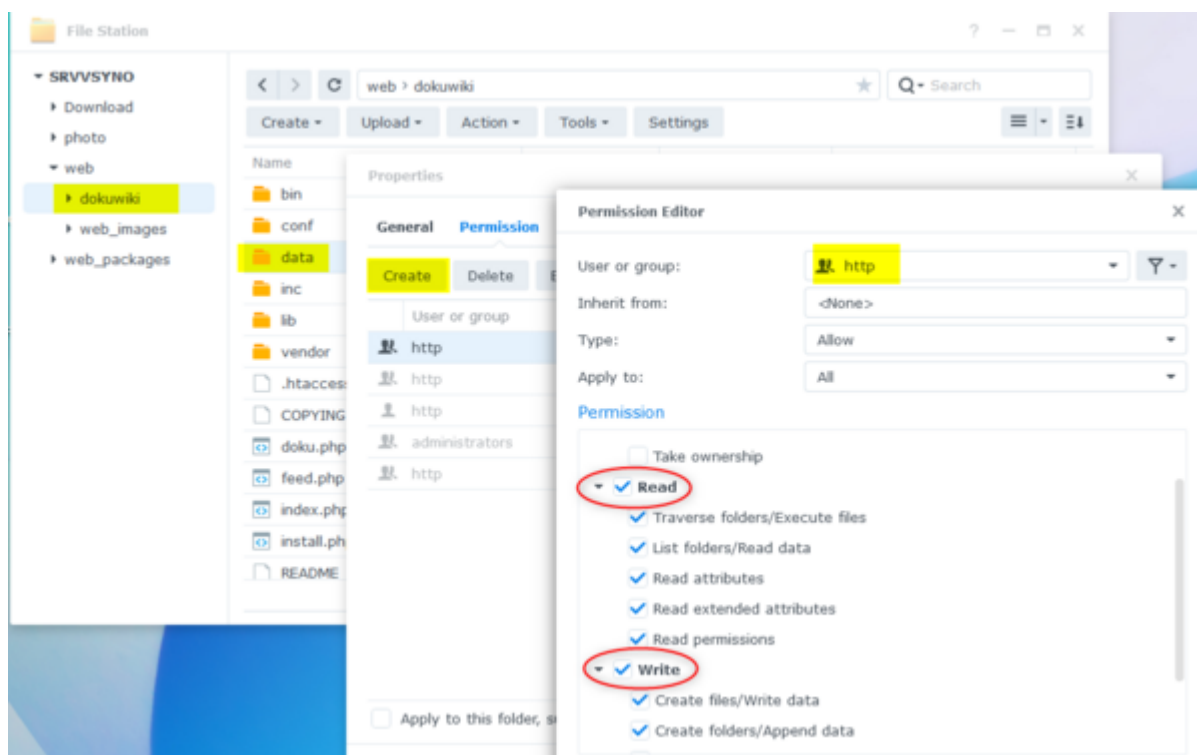 File Station
SRVVSYNO
Download
photo
web
dokuwiki
web_images
web_packages
web > dokuwiki
Search
Create Upload Action Tools Settings
Name
bin
conf
data
inc
lib
vendor
.htaccess
COPYING
doku.php
feed.php
index.php
install.ph
README
Properties
General Permission
Create Delete E
User or group
http
http
http
administrators
http
Apply to this folder, s
Permission Editor
User or group: http
Inherit from: <None>
Type: Allow
Apply to: All
Permission
Take ownership
Read
Traverse folders/Execute files
List folders/Read data
Read attributes
Read extended attributes
Read permissions
Write
Create files/Write data
Create folders/Append data